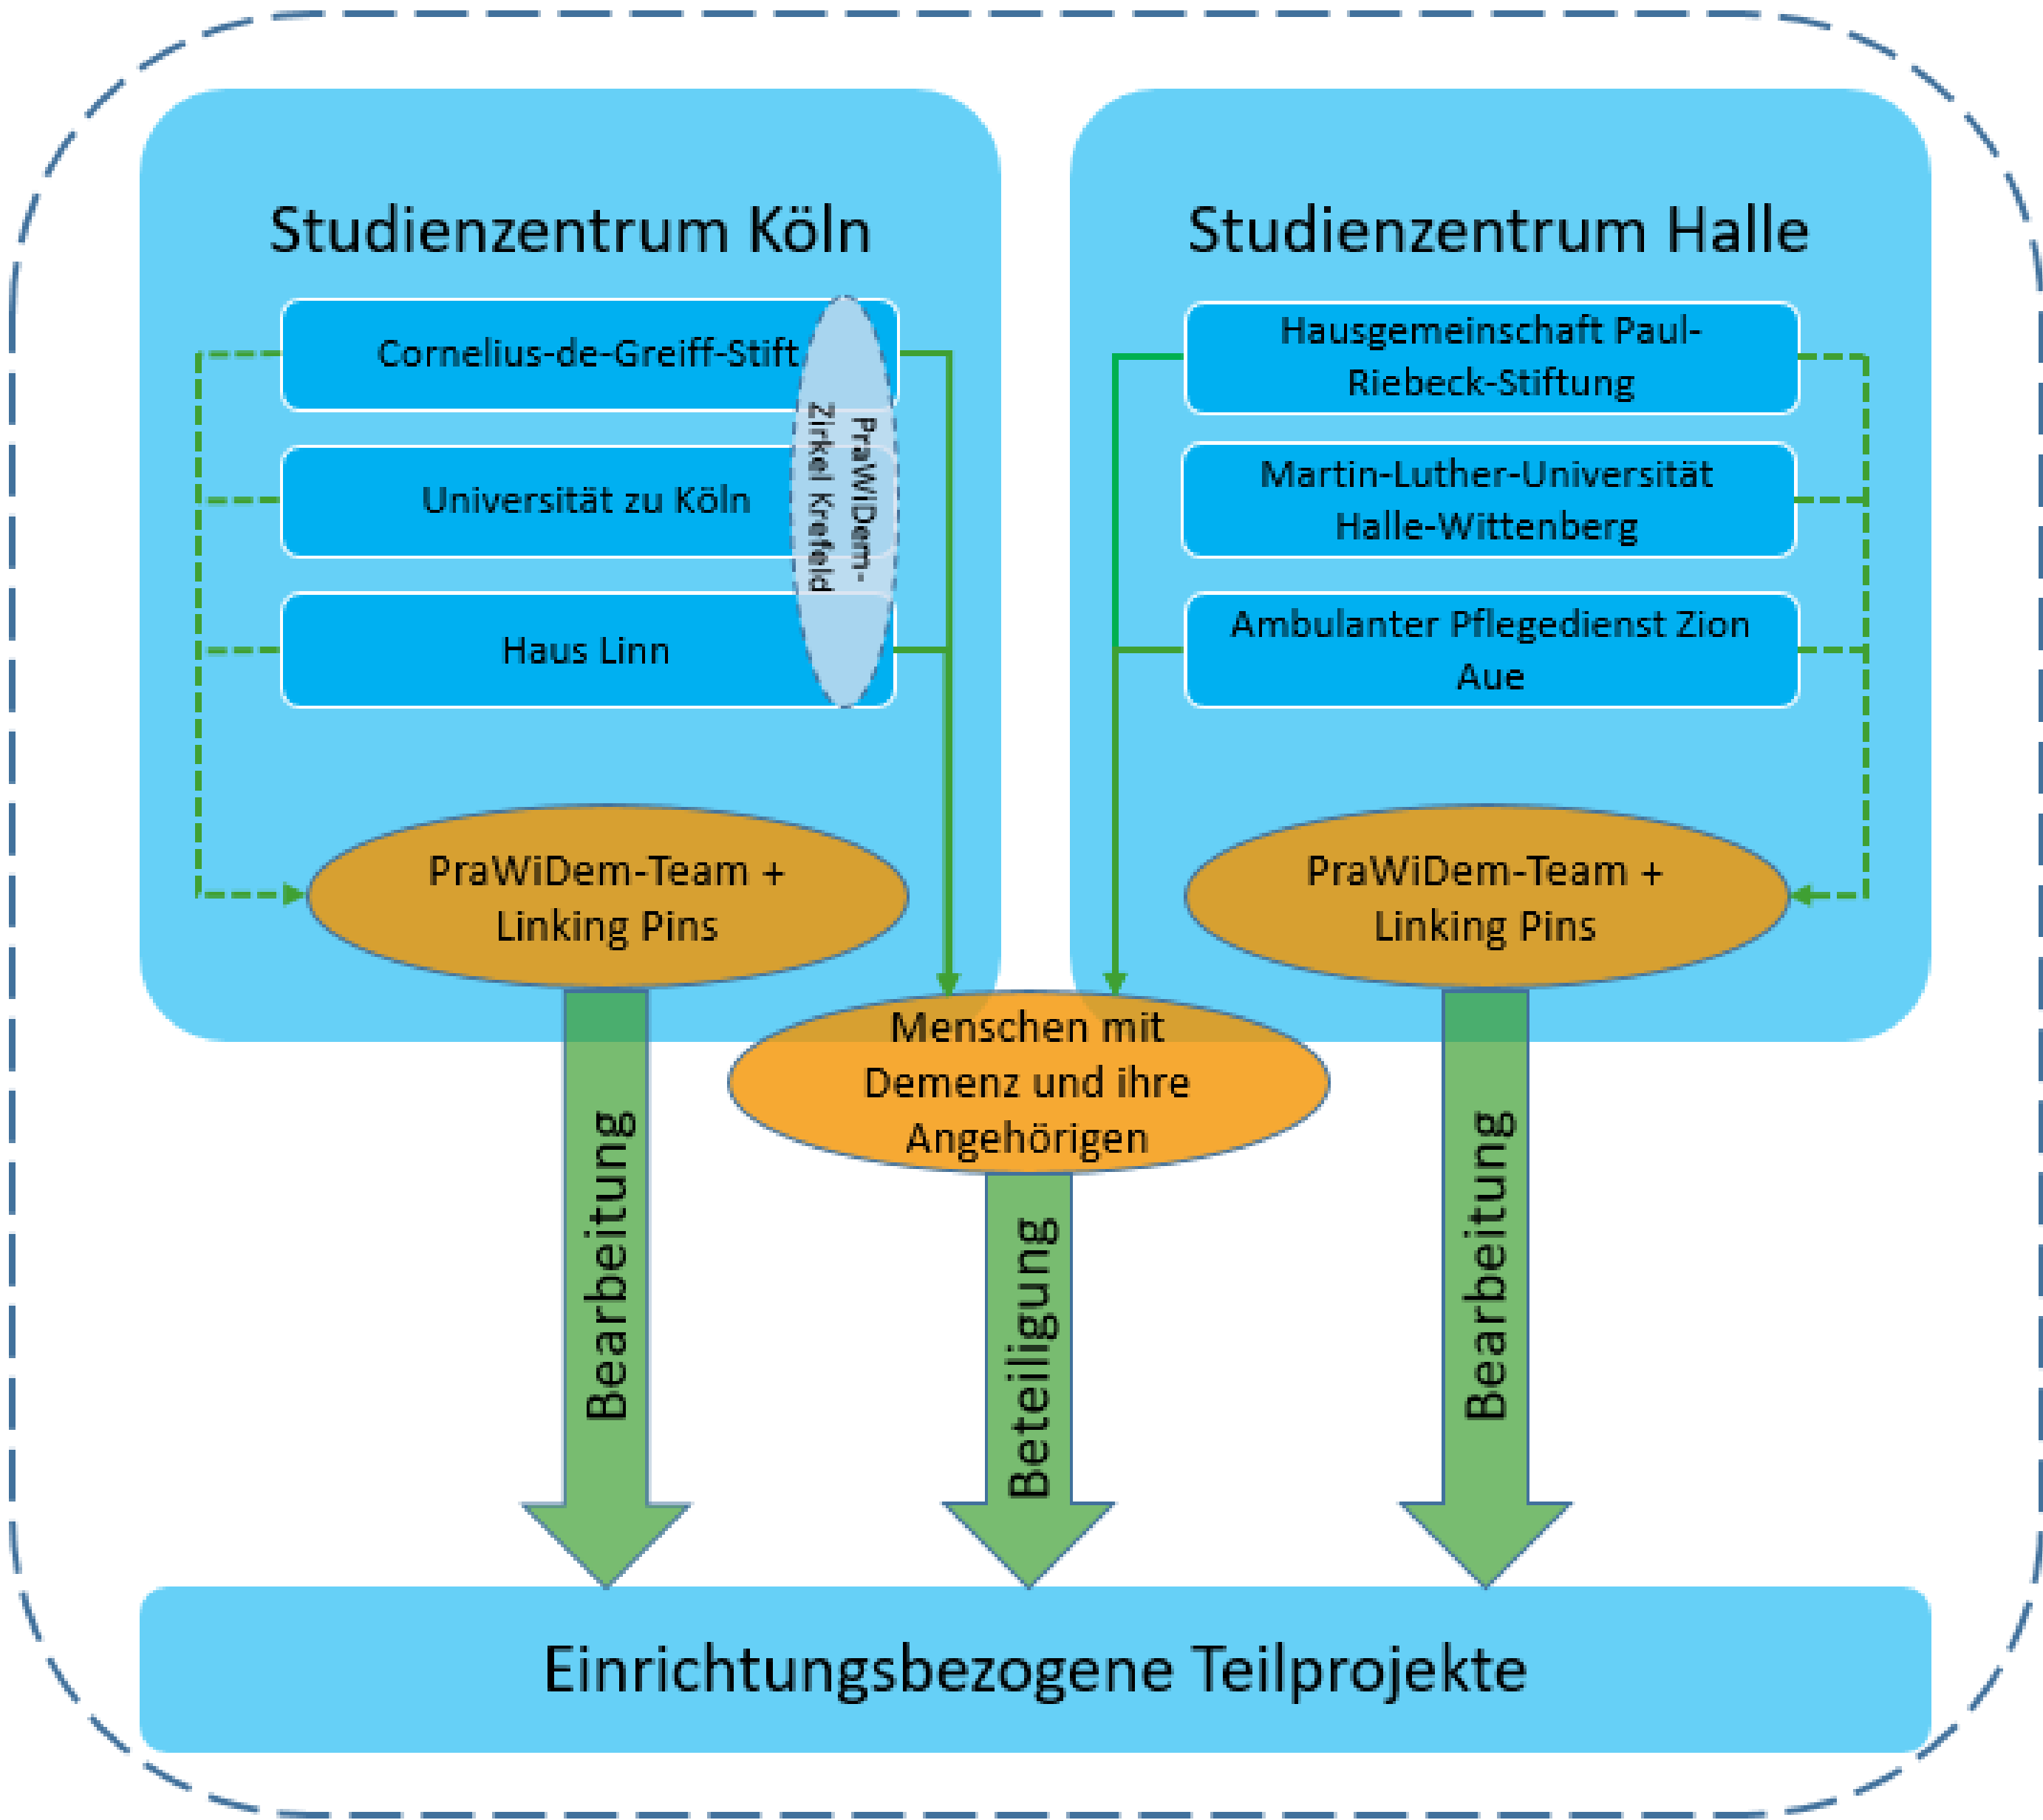 Studienzentrum Köln
Cornelius-de-Greiff-Stift
Universität zu Köln
Haus Linn
PraWiDem-
Zirkel Krefeld
PraWiDem-Team +
Linking Pins
Studienzentrum Halle
Hausgemeinschaft Paul-
Riebeck-Stiftung
Martin-Luther-Universität
Halle-Wittenberg
Ambulanter Pflegedienst Zion
Aue
PraWiDem-Team +
Linking Pins
Menschen mit
Demenz und ihre
Angehörigen
Bearbeitung
Beteiligung
Bearbeitung
Einrichtungsbezogene Teilprojekte